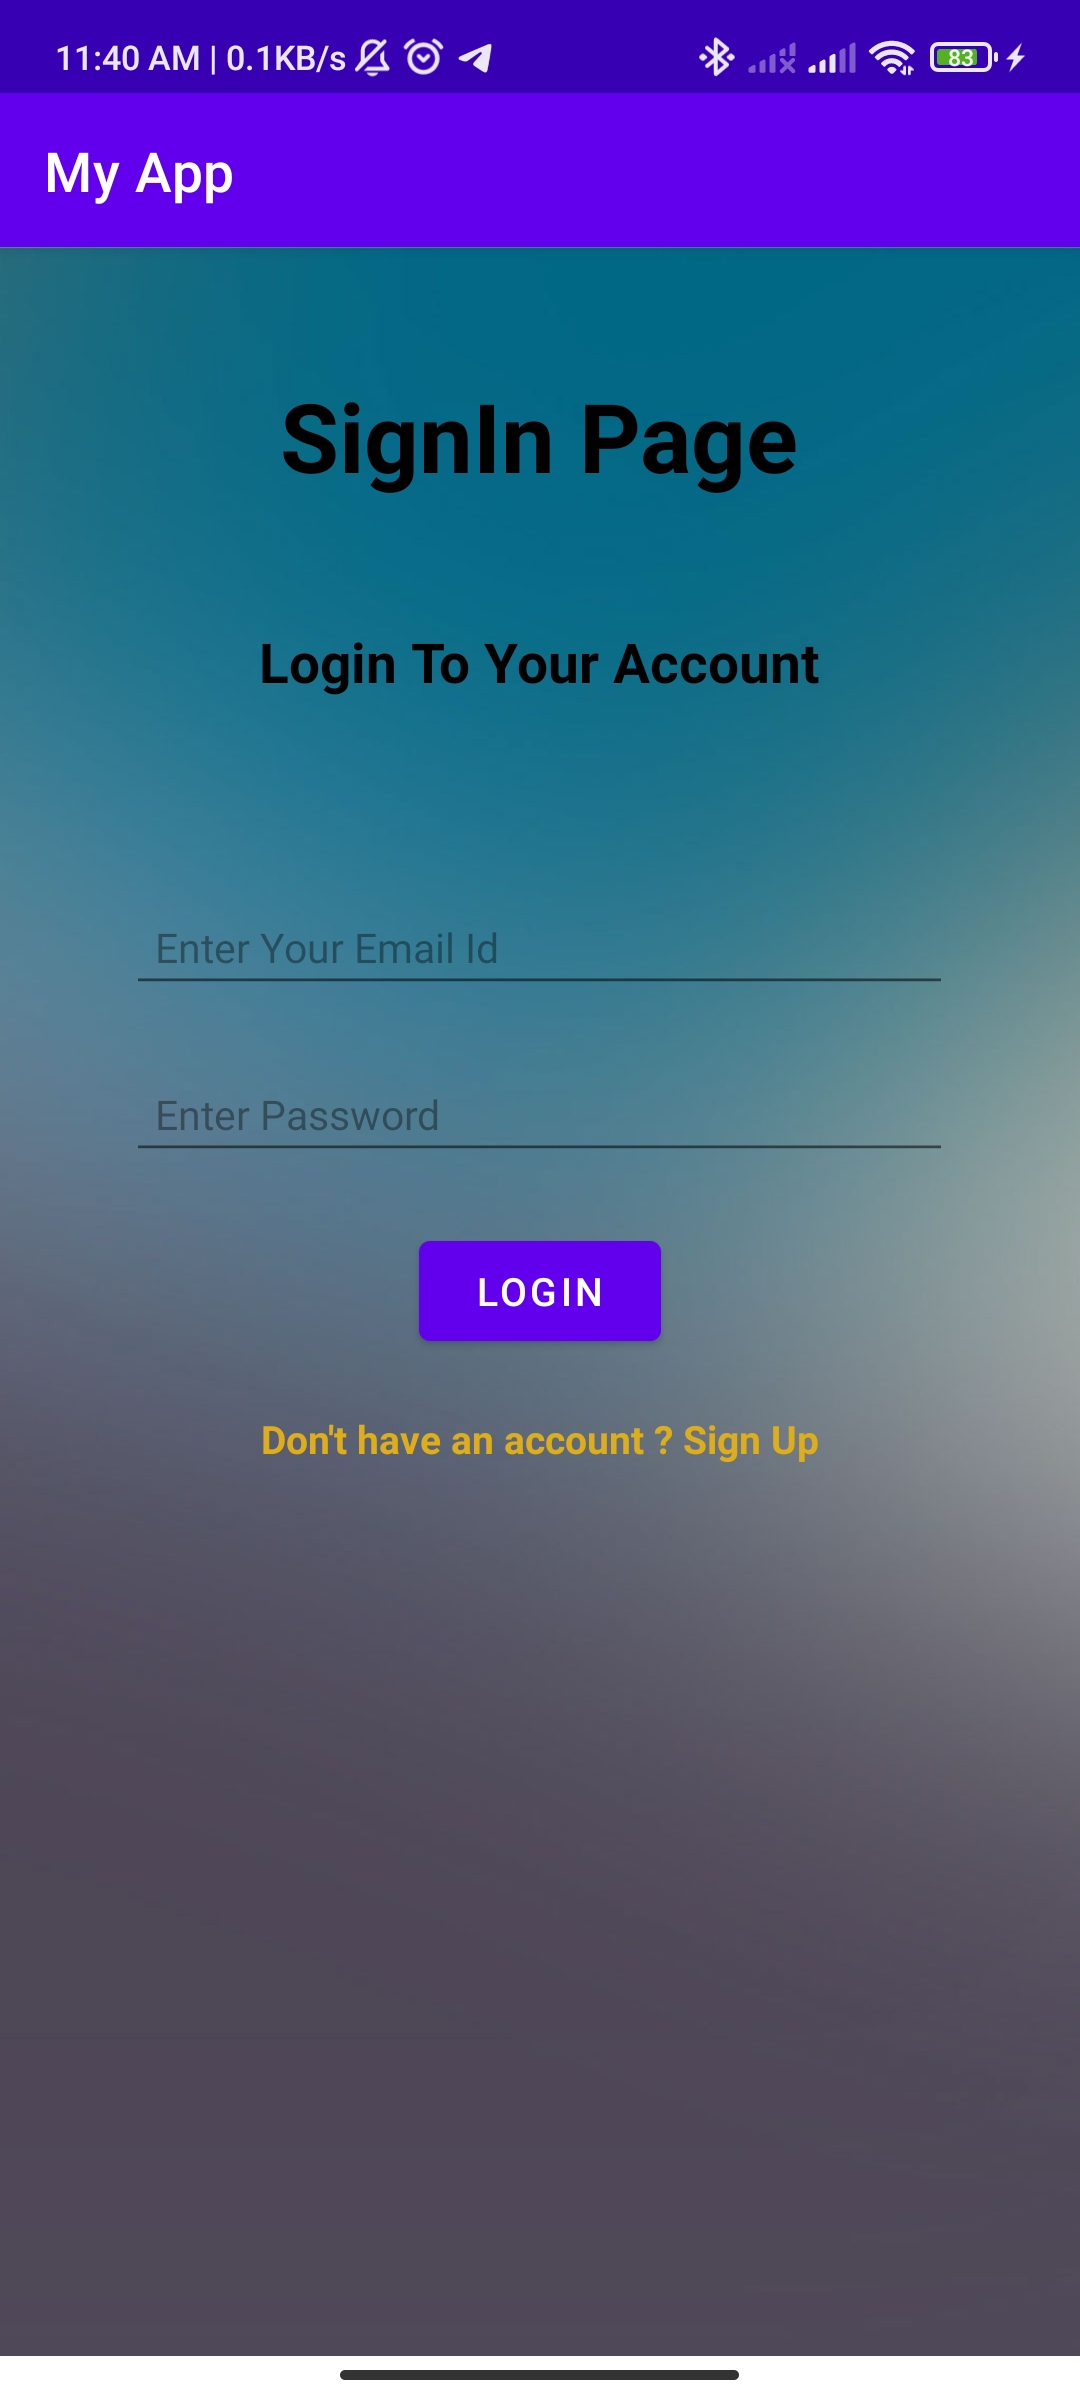 11:40 AM | 0.1KB/s 83
My App
SignIn Page
Login To Your Account
Enter Your Email Id
Enter Password
LOGIN
Don't have an account ? Sign Up